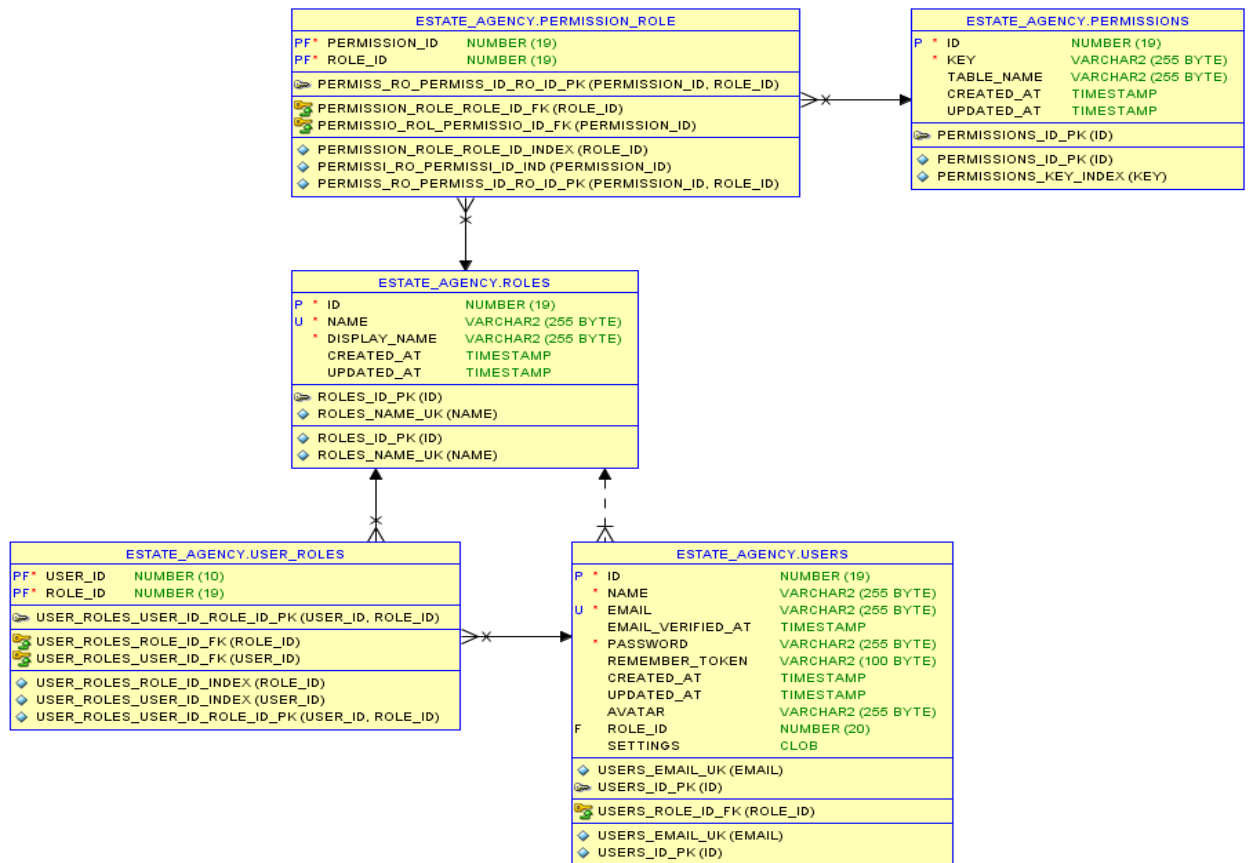 ESTATE_AGENCY.PERMISSION_ROLE
PF* PERMISSION_ID NUMBER (19)
PF* ROLE_ID NUMBER (19)
PERMISS_RO_PERMISS_ID_RO_ID_PK (PERMISSION_ID, ROLE_ID)
PERMISSION_ROLE_ROLE_ID_FK (ROLE_ID)
PERMISSIO_ROL_PERMISSIO_ID_FK (PERMISSION_ID)
PERMISSION_ROLE_ROLE_ID_INDEX (ROLE_ID)
PERMISSI_RO_PERMISSI_ID_IND (PERMISSION_ID)
PERMISS_RO_PERMISS_ID_RO_ID_PK (PERMISSION_ID, ROLE_ID)
ESTATE_AGENCY.PERMISSIONS
P * ID NUMBER (19)
* KEY VARCHAR2 (255 BYTE)
TABLE_NAME VARCHAR2 (255 BYTE)
CREATED_AT TIMESTAMP
UPDATED_AT TIMESTAMP
PERMISSIONS_ID_PK (ID)
PERMISSIONS_ID_PK (ID)
PERMISSIONS_KEY_INDEX (KEY)
ESTATE_AGENCY.ROLES
P * ID NUMBER (19)
U * NAME VARCHAR2 (255 BYTE)
* DISPLAY_NAME VARCHAR2 (255 BYTE)
CREATED_AT TIMESTAMP
UPDATED_AT TIMESTAMP
ROLES_ID_PK (ID)
ROLES_NAME_UK (NAME)
ROLES_ID_PK (ID)
ROLES_NAME_UK (NAME)
ESTATE_AGENCY.USER_ROLES
PF* USER_ID NUMBER (10)
PF* ROLE_ID NUMBER (19)
USER_ROLES_USER_ID_ROLE_ID_PK (USER_ID, ROLE_ID)
USER_ROLES_ROLE_ID_FK (ROLE_ID)
USER_ROLES_USER_ID_FK (USER_ID)
USER_ROLES_ROLE_ID_INDEX (ROLE_ID)
USER_ROLES_USER_ID_INDEX (USER_ID)
USER_ROLES_USER_ID_ROLE_ID_PK (USER_ID, ROLE_ID)
ESTATE_AGENCY.USERS
P * ID NUMBER (19)
* NAME VARCHAR2 (255 BYTE)
U * EMAIL VARCHAR2 (255 BYTE)
EMAIL_VERIFIED_AT TIMESTAMP
* PASSWORD VARCHAR2 (255 BYTE)
REMEMBER_TOKEN VARCHAR2 (100 BYTE)
CREATED_AT TIMESTAMP
UPDATED_AT TIMESTAMP
AVATAR VARCHAR2 (255 BYTE)
F ROLE_ID NUMBER (20)
SETTINGS CLOB
USERS_EMAIL_UK (EMAIL)
USERS_ID_PK (ID)
USERS_ROLE_ID_FK (ROLE_ID)
USERS_EMAIL_UK (EMAIL)
USERS_ID_PK (ID)